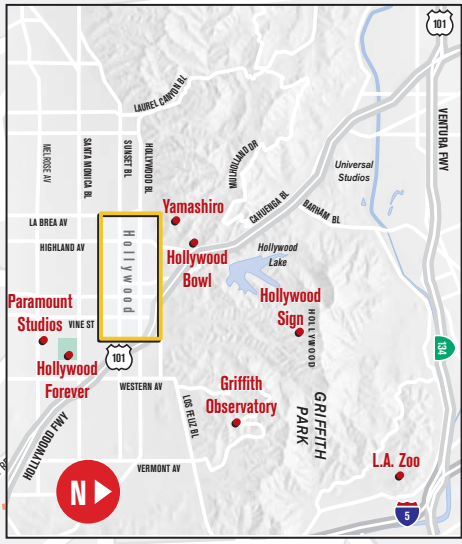 101
LAUREL CANYON BL
VENTURA FWY
MELROSE AV
SANTA MONICA BL
SUNSET BL
HOLLYWOOD BL
MULHOLLAND DR
Universal
Studios
CAHUENGA BL
BARHAM BL
Yamashiro
LA BREA AV
HIGHLAND AV
Hollywood
Hollywood
Bowl
Hollywood
Lake
Paramount
Studios
VINE ST
Hollywood
Sign
HOLLYWOOD
134
101
Hollywood
Forever
WESTERN AV
LOS FELIZ BL
Griffith
Observatory
GRIFFITH
PARK
HOLLYWOOD FWY
VERMONT AV
L.A. Zoo
N
5